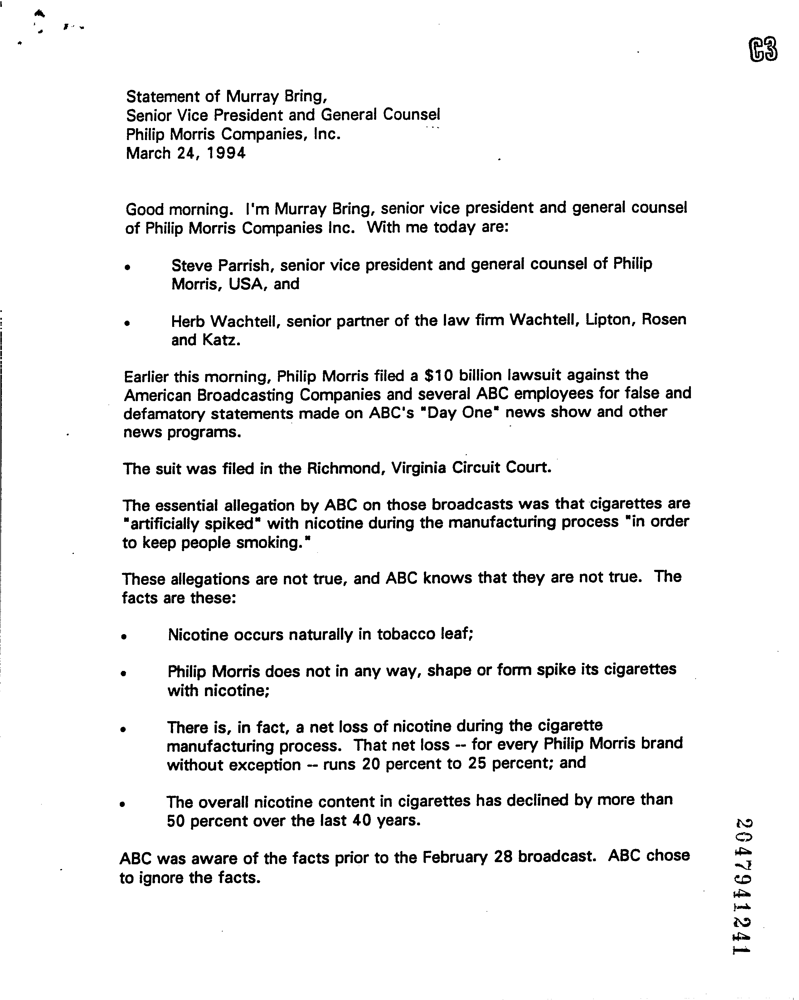 C3
Statement of Murray Bring,
Senior Vice President and General Counsel
Philip Morris Companies, Inc.
March 24, 1994
Good morning. I'm Murray Bring, senior vice president and general counsel
of Philip Morris Companies Inc. With me today are:
• Steve Parrish, senior vice president and general counsel of Philip
Morris, USA, and
• Herb Wachtell, senior partner of the law firm Wachtell, Lipton, Rosen
and Katz.
Earlier this morning, Philip Morris filed a $10 billion lawsuit against the
American Broadcasting Companies and several ABC employees for false and
defamatory statements made on ABC's "Day One" news show and other
news programs.
The suit was filed in the Richmond, Virginia Circuit Court.
The essential allegation by ABC on those broadcasts was that cigarettes are
"artificially spiked" with nicotine during the manufacturing process "in order
to keep people smoking."
These allegations are not true, and ABC knows that they are not true. The
facts are these:
• Nicotine occurs naturally in tobacco leaf;
• Philip Morris does not in any way, shape or form spike its cigarettes
with nicotine;
• There is, in fact, a net loss of nicotine during the cigarette
manufacturing process. That net loss -- for every Philip Morris brand
without exception -- runs 20 percent to 25 percent; and
• The overall nicotine content in cigarettes has declined by more than
50 percent over the last 40 years.
ABC was aware of the facts prior to the February 28 broadcast. ABC chose
to ignore the facts.
2047941241